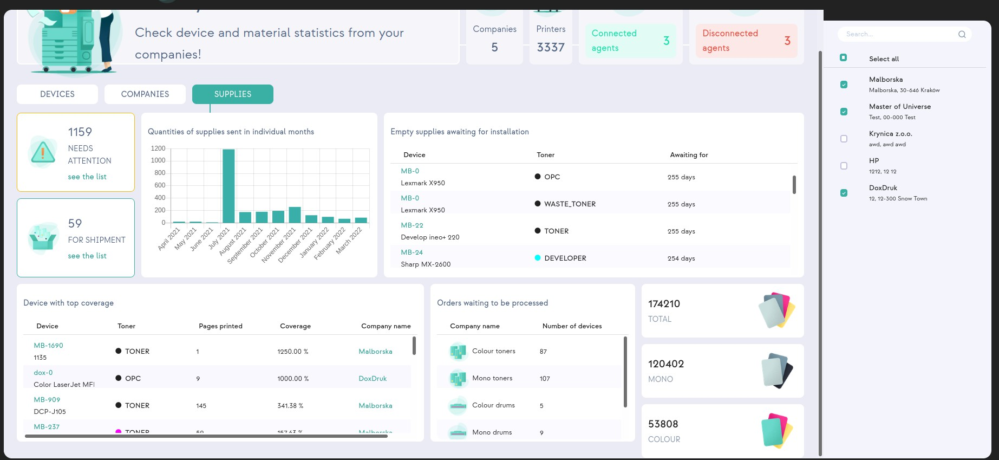 Check device and material statistics from your
companies!
Companies
5
Printers
3337
Connected
agents
3
Disconnected
agents
3
DEVICES
COMPANIES
SUPPLIES
1159
NEEDS
ATTENTION
see the list
59
FOR SHIPMENT
see the list
Quantities of supplies sent in individual months
1200
1000
800
600
400
200
0
April 2021
May 2021
June 2021
July 2021
August 2021
September 2021
October 2021
November 2021
December 2021
January 2022
February 2022
March 2022
Empty supplies awaiting for installation
Device Toner Awaiting for
MB-0
Lexmark X950
OPC
255 days
MB-0
Lexmark X950
WASTE_TONER
255 days
MB-22
Develop ineo+ 220
TONER
255 days
MB-24
Sharp MX-2600
DEVELOPER
254 days
Device with top coverage
Device Toner Pages printed Coverage Company name
MB-1690
1135
TONER
1
1250.00 %
Malborska
dox-0
Color LaserJet MFI
OPC
9
1000.00 %
DoxDruk
MB-909
DCP-J105
TONER
145
341.38 %
Malborska
MB-237
TONER
59
157.63 %
Malborska
Orders waiting to be processed
Company name Number of devices
Colour toners 87
Mono toners 107
Colour drums 5
Mono drums 9
174210
TOTAL
120402
MONO
53808
COLOUR
Search...
Select all
Malborska
Malborska, 30-646 Kraków
Master of Universe
Test, 00-000 Test
Krynica z.o.o.
awd, awd awd
HP
1212, 12 12
DoxDruk
12, 12-300 Snow Town